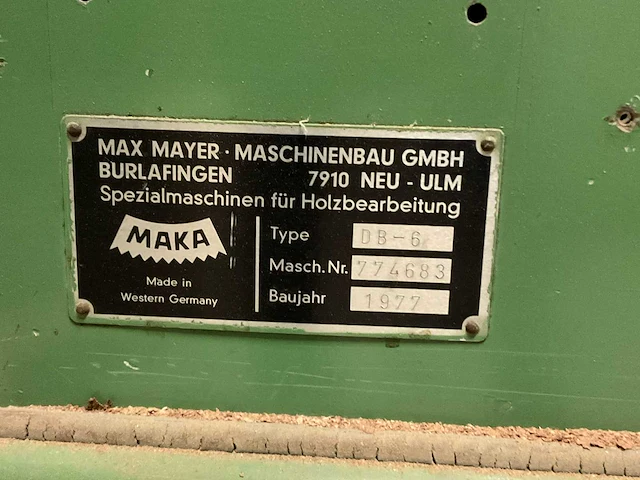 MAX MAYER · MASCHINENBAU GMBH
BURLAFINGEN 7910 NEU - ULM
Spezialmaschinen für Holzbearbeitung
MAKA
Made in
Western Germany
Type DB-6
Masch.Nr. 774683
Baujahr 1977